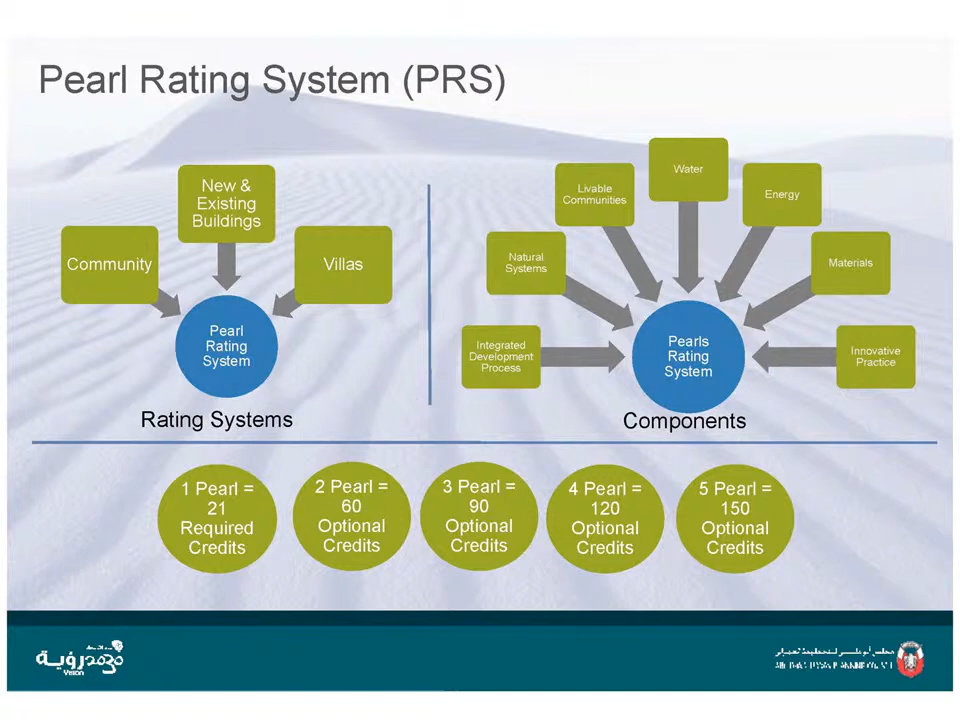 Pearl Rating System (PRS)
New &
Existing
Buildings
Community
Villas
Pearl
Rating
System
Rating Systems
Water
Livable
Communities
Energy
Natural
Systems
Materials
Integrated
Development
Process
Innovative
Practice
Pearls
Rating
System
Components
1 Pearl =
21
Required
Credits
2 Pearl =
60
Optional
Credits
3 Pearl =
90
Optional
Credits
4 Pearl =
120
Optional
Credits
5 Pearl =
150
Optional
Credits
رؤية
Vision